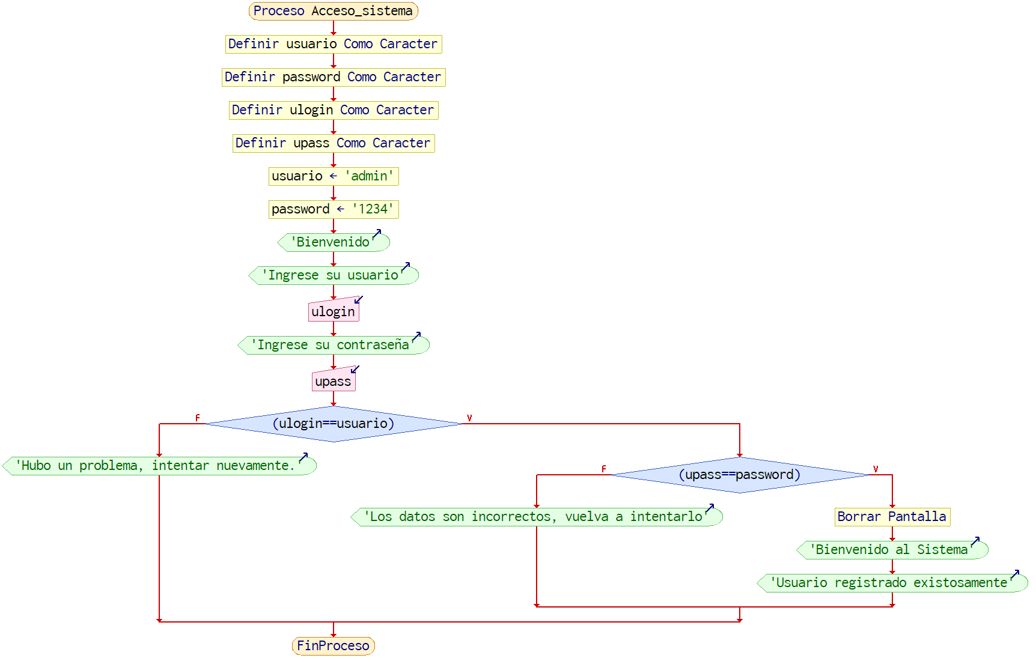 Proceso Acceso_sistema
Definir usuario Como Caracter
Definir password Como Caracter
Definir ulogin Como Caracter
Definir upass Como Caracter
usuario ← 'admin'
password ← '1234'
'Bienvenido'
'Ingrese su usuario'
ulogin
'Ingrese su contraseña'
upass
F
(ulogin==usuario)
V
'Hubo un problema, intentar nuevamente.'
F
(upass==password)
V
'Los datos son incorrectos, vuelva a intentarlo'
Borrar Pantalla
'Bienvenido al Sistema'
'Usuario registrado existosamente'
FinProceso